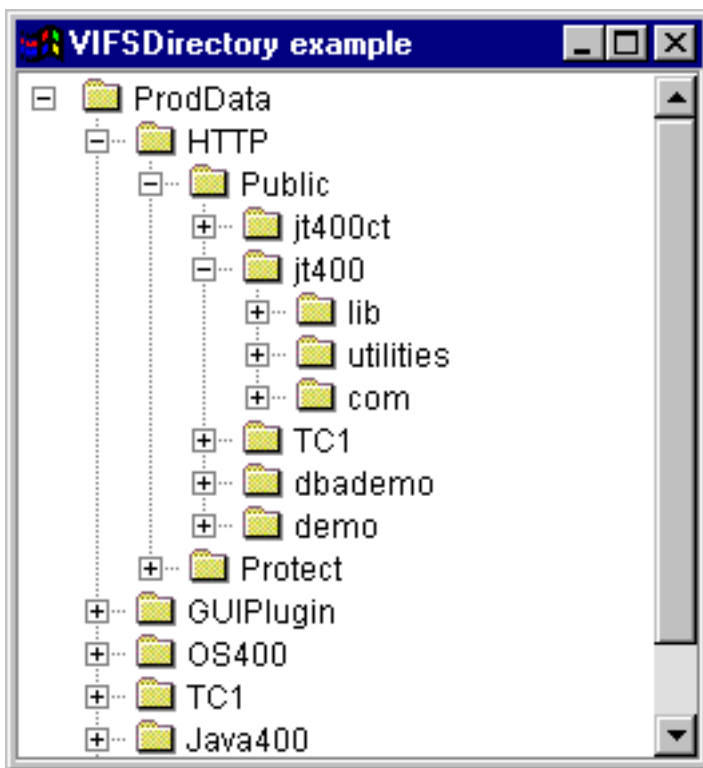 VIFSDirectory example
ProdData
HTTP
Public
jt400ct
jt400
lib
utilities
com
TC1
dbademo
demo
Protect
GUIPlugin
OS400
TC1
Java400